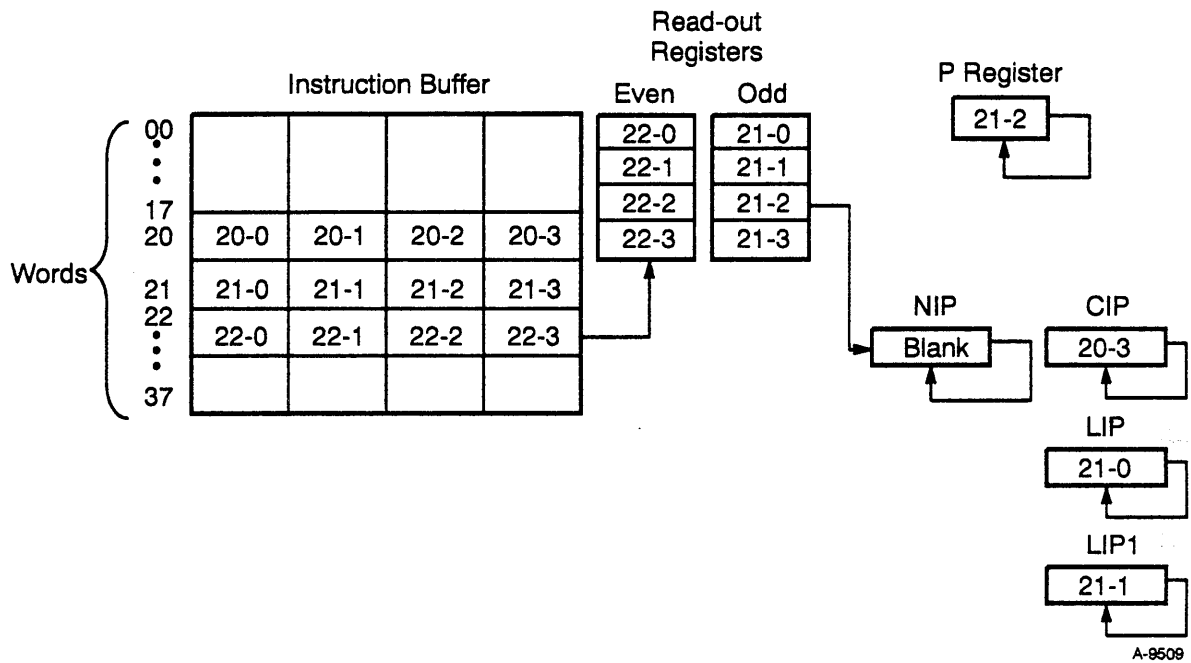 Read-out
Registers
P Register
Instruction Buffer
Even
Odd
00
22-0
21-0
21-2
22-1
21-1
22-2
21-2
17
20
20-0
20-1
20-2
20-3
22-3
21-3
Words
21
21-0
21-1
21-2
21-3
22
22-0
22-1
22-2
22-3
NIP
CIP
Blank
20-3
37
LIP
21-0
LIP1
21-1
A-9509